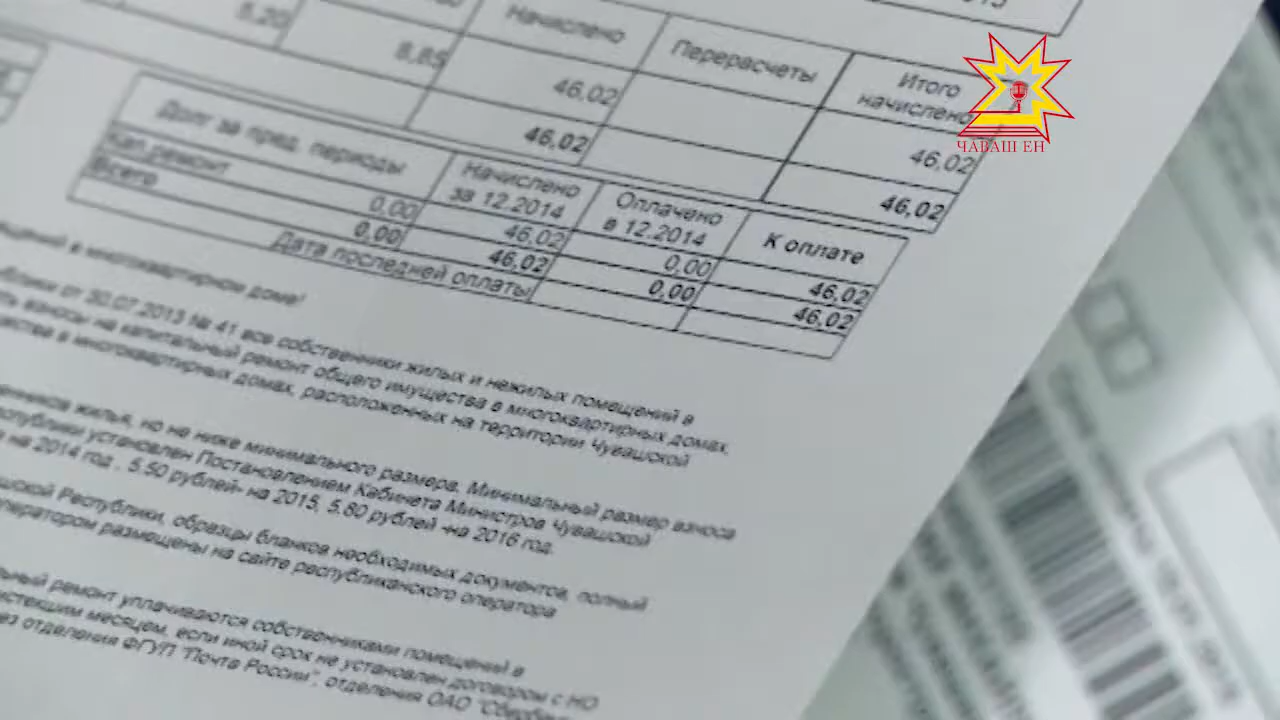 Начислено
Перерасчеты
Итого
начислено
5.20
8,85
46,02
46,02
46,02
46,02
ЧАВАШ ЕН
Долг за пред. периоды
Начислено
за 12.2014
Оплачено
в 12.2014
К оплате
Кап.ремонт
0,00
46,02
0,00
46,02
Всего
0,00
46,02
0,00
46,02
Дата последней оплаты
в многоквартирном доме!
от 30.07.2013 № 41 все собственники жилых и нежилых помещений в
взносы на капитальный ремонт общего имущества в многоквартирных домах.
в многоквартирных домах, расположенных на территории Чувашской
жилья, но не ниже минимального размера. Минимальный размер взноса
установлен Постановлением Кабинета Министров Чувашской
на 2014 год , 5.50 рублей- на 2015, 5.80 рублей -на 2016 год.
Республики, образцы бланков необходимых документов, полный
размещены на сайте республиканского оператора
ремонт уплачиваются собственниками помещений в
истекшим месяцем, если иной срок не установлен договором с НО
отделения ФГУП "Почта России", отделения ОАО